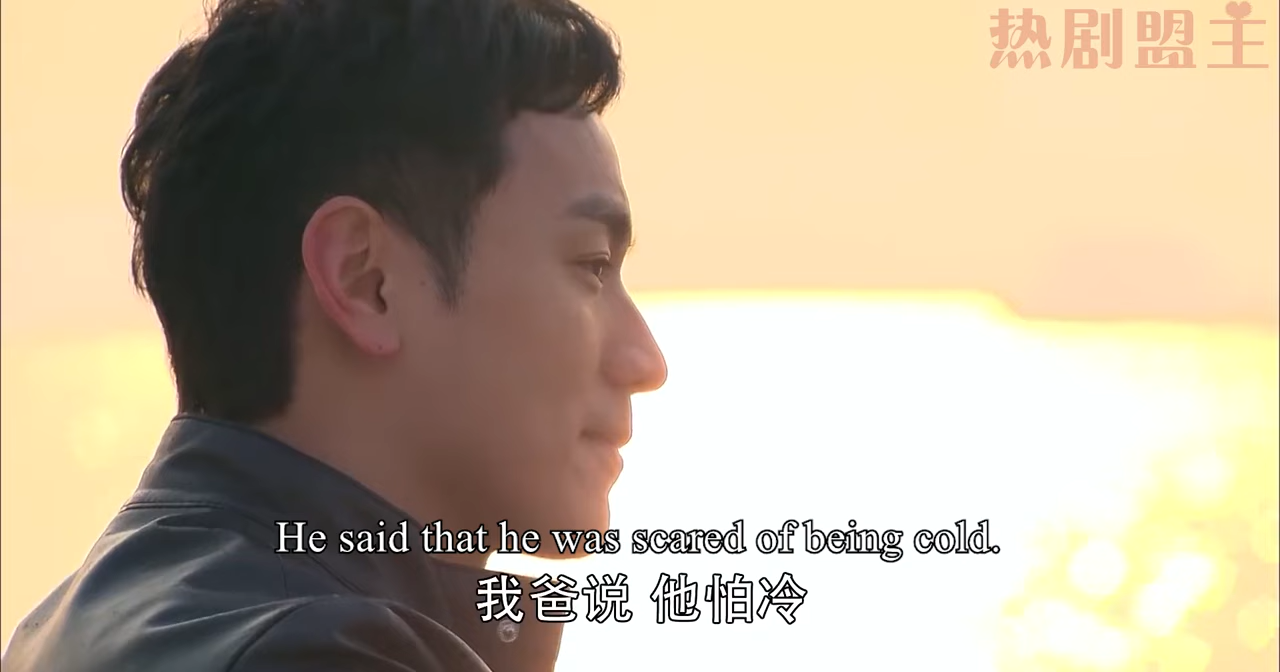 热剧盟主
He said that he was scared of being cold.
我爸说 他怕冷